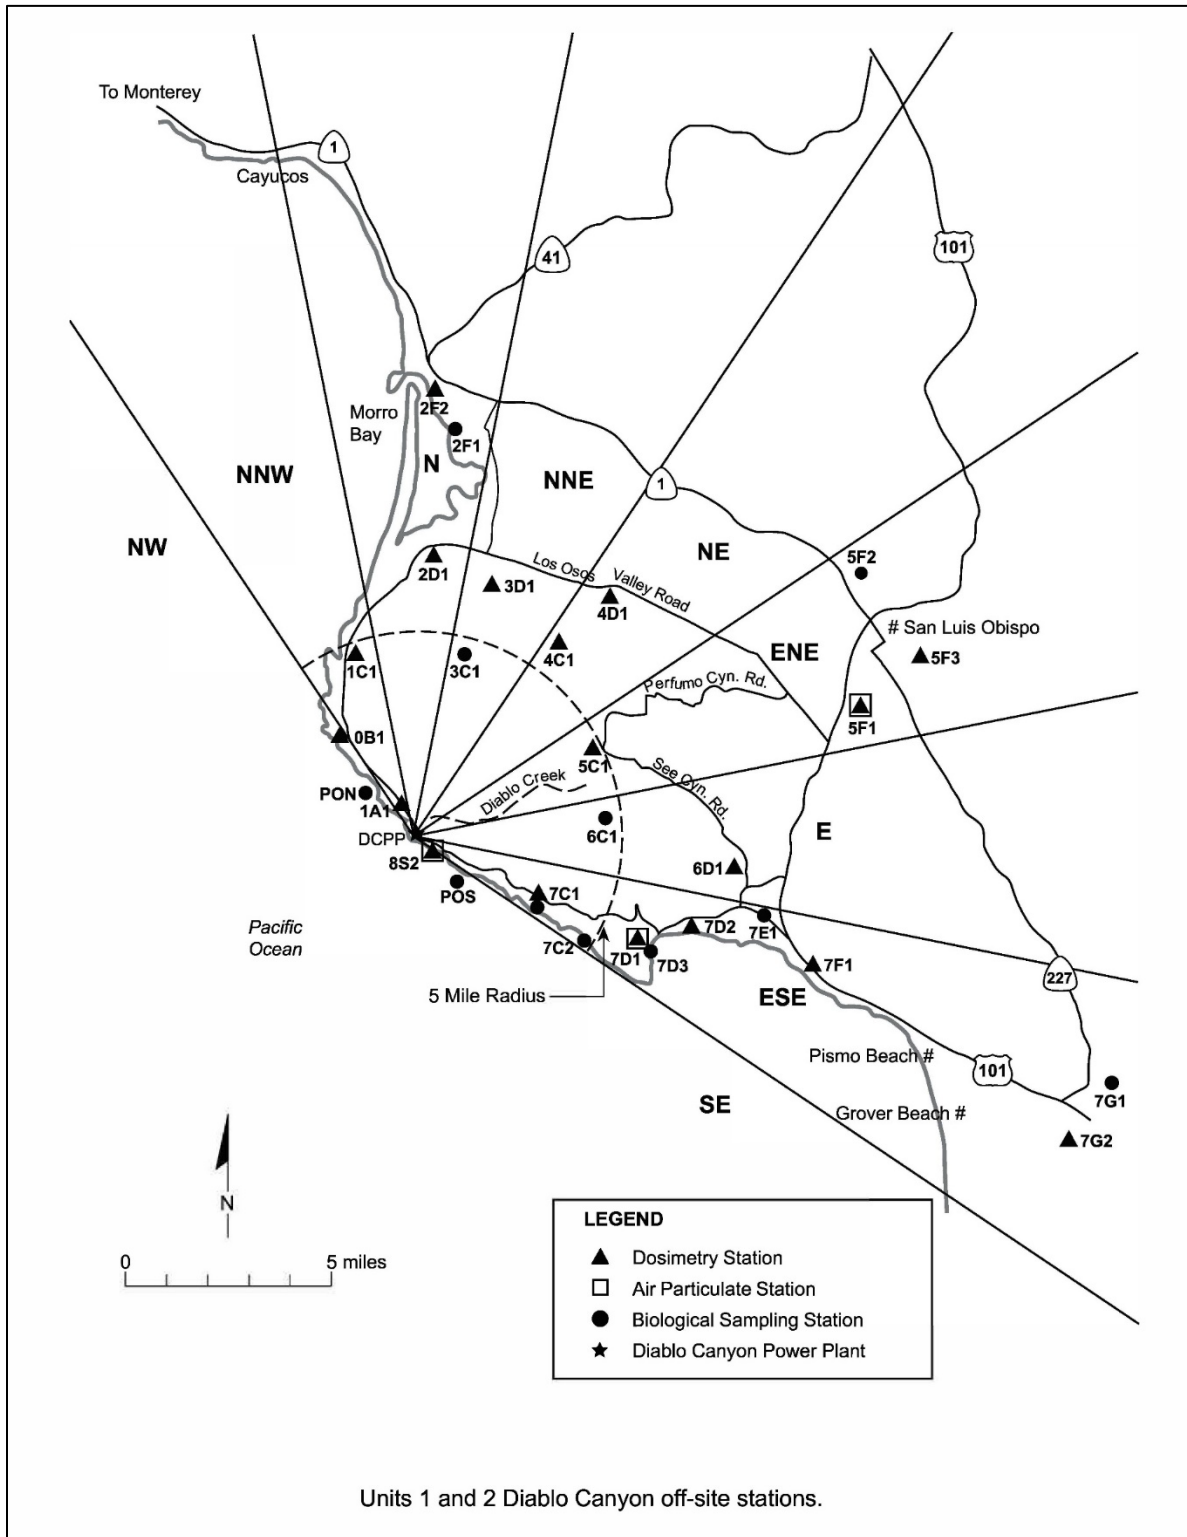 To Monterey
1
Cayucos
41
101
2F2
Morro
Bay
2F1
N
NNW
NNE
1
NW
NE
5F2
2D1
Los Osos Valley Road
3D1
4D1
# San Luis Obispo
5F3
1C1
3C1
4C1
ENE
Perfumo Cyn. Rd.
5F1
0B1
5C1
See Cyn. Rd.
Diablo Creek
PON
1A1
DCPP
6C1
E
8S2
6D1
POS
7C1
7D2
7E1
Pacific
Ocean
7C2
7D1
7D3
7F1
227
5 Mile Radius
ESE
Pismo Beach #
101
7G1
SE
Grover Beach #
7G2
N
0 5 miles
LEGEND
Dosimetry Station
Air Particulate Station
Biological Sampling Station
Diablo Canyon Power Plant
Units 1 and 2 Diablo Canyon off-site stations.